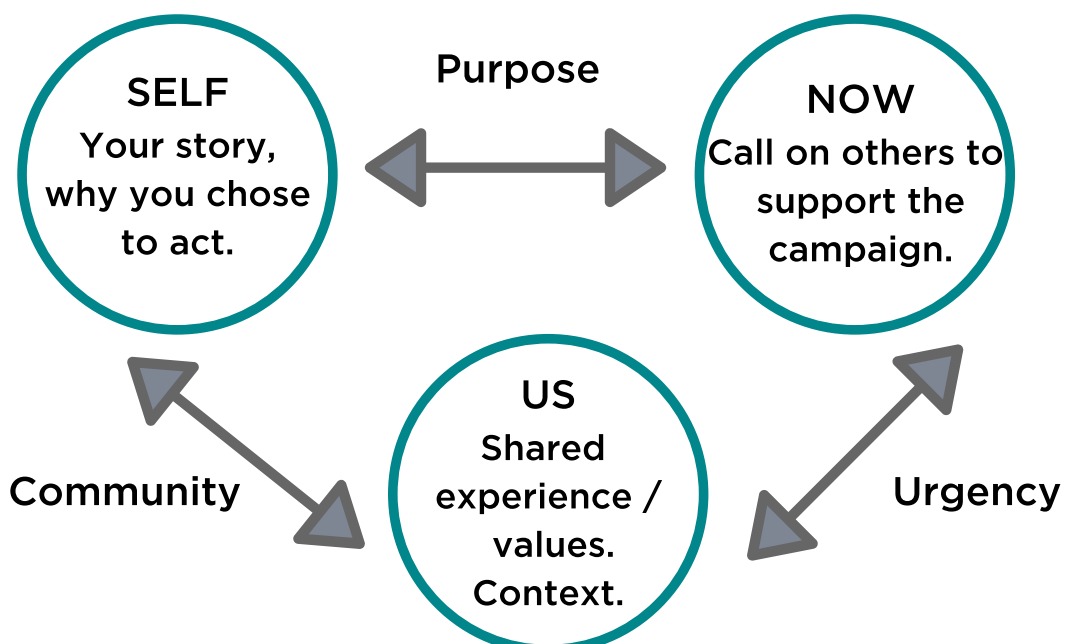 SELF
Your story,
why you chose
to act.
Purpose
NOW
Call on others to
support the
campaign.
Community
US
Shared
experience /
values.
Context.
Urgency